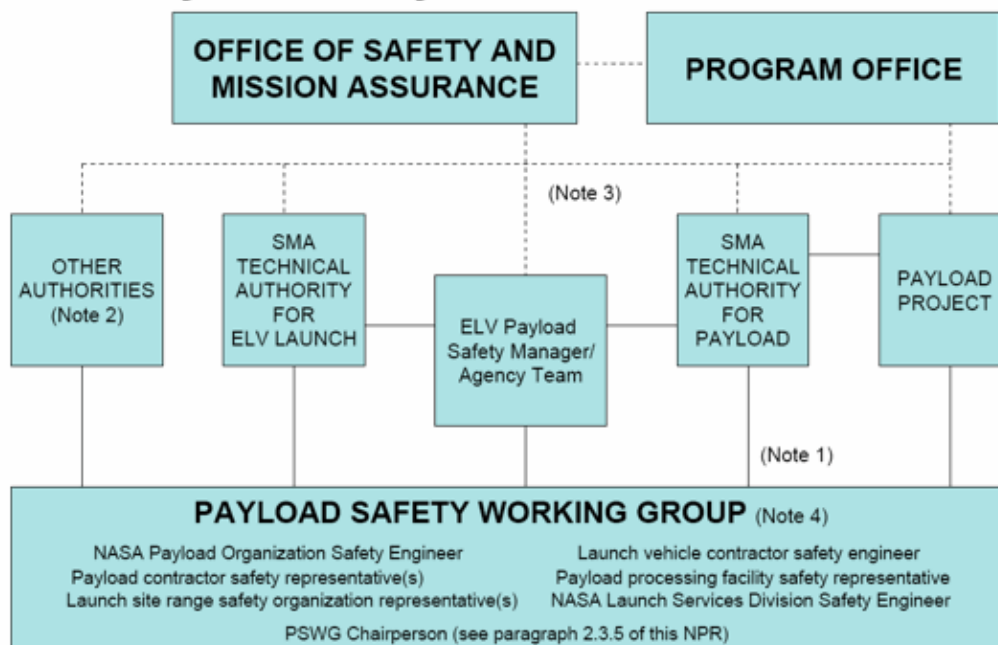 OFFICE OF SAFETY AND
MISSION ASSURANCE
PROGRAM OFFICE
(Note 3)
OTHER
AUTHORITIES
(Note 2)
SMA
TECHNICAL
AUTHORITY
FOR
ELV LAUNCH
ELV Payload
Safety Manager/
Agency Team
SMA
TECHNICAL
AUTHORITY
FOR
PAYLOAD
PAYLOAD
PROJECT
(Note 1)
PAYLOAD SAFETY WORKING GROUP (Note 4)
NASA Payload Organization Safety Engineer
Payload contractor safety representative(s)
Launch site range safety organization representative(s)
Launch vehicle contractor safety engineer
Payload processing facility safety representative
NASA Launch Services Division Safety Engineer
PSWG Chairperson (see paragraph 2.3.5 of this NPR)